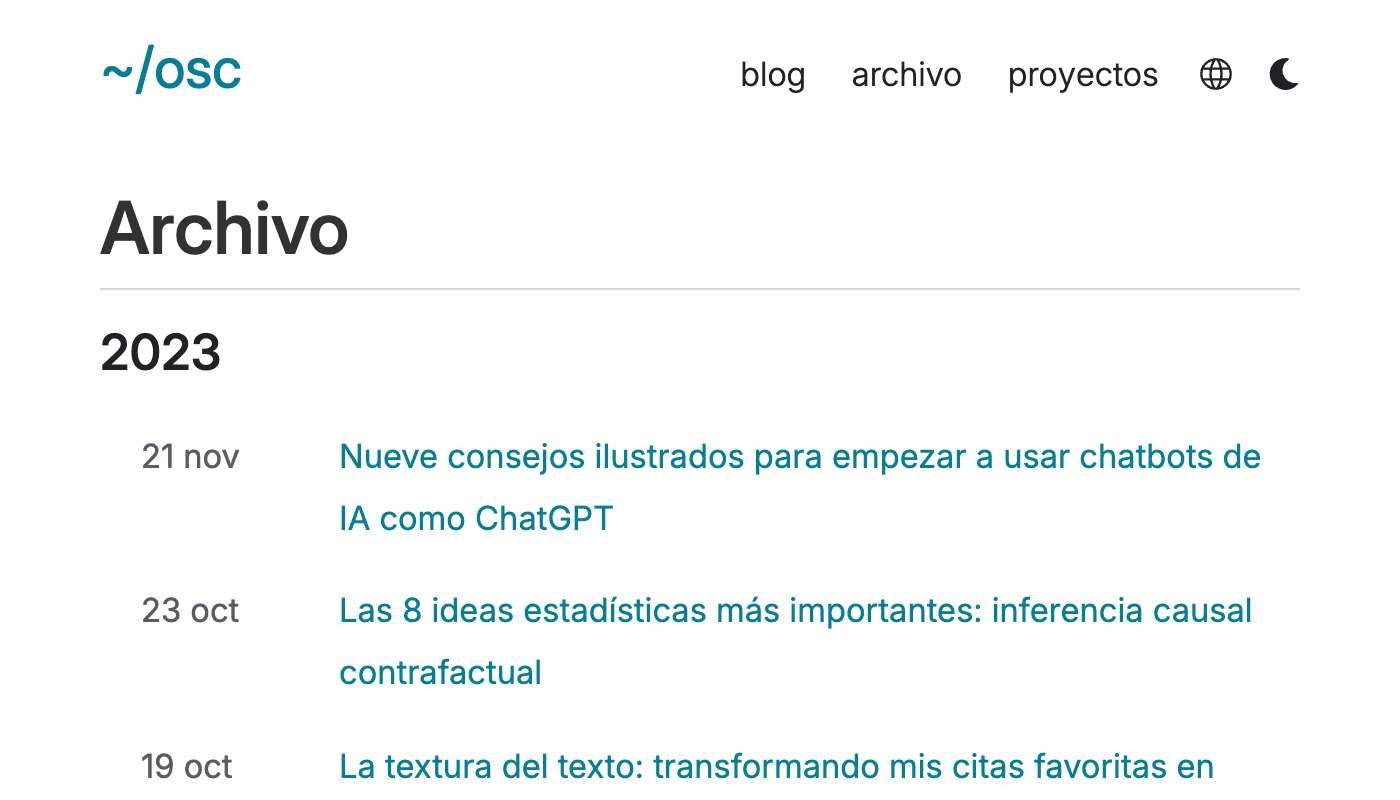 ~/osc
blog archivo proyectos
Archivo
2023
21 nov Nueve consejos ilustrados para empezar a usar chatbots de
IA como ChatGPT
23 oct Las 8 ideas estadísticas más importantes: inferencia causal
contrafactual
19 oct La textura del texto: transformando mis citas favoritas en